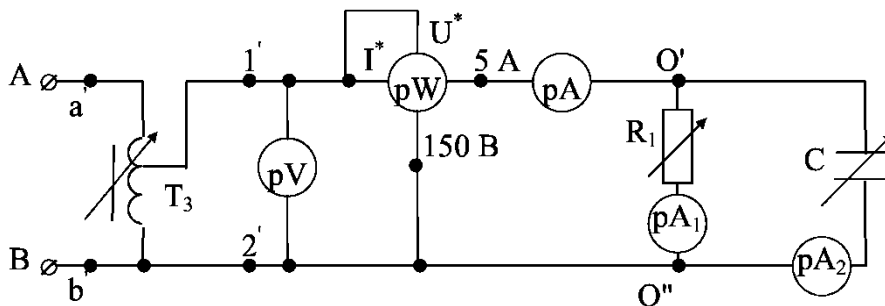 U*
A a' 1' I* pW 5 A pA O'
R₁
150 В
pV
C
T₃
pA₁
B b' 2' pA₂
O"